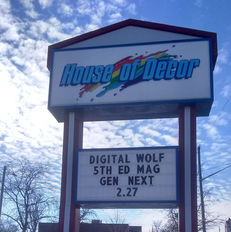 House of Decor
DIGITAL WOLF
5TH ED MAG
GEN NEXT
2.27